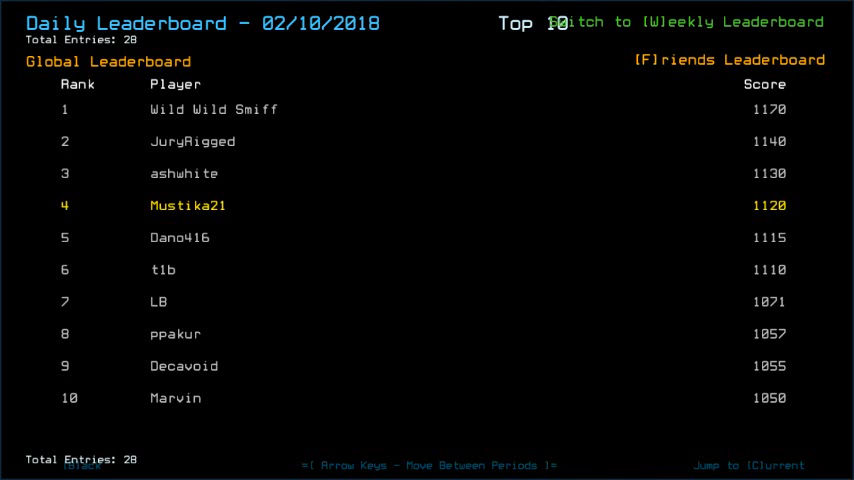 Daily Leaderboard - 02/10/2018 Top 10 Switch to [W]eekly Leaderboard
Total Entries: 28
Global Leaderboard [F]riends Leaderboard
Rank Player Score
1 Wild Wild Smiff 1170
2 JuryRigged 1140
3 ashwhite 1130
4 Mustika21 1120
5 Dano416 1115
6 t1b 1110
7 LB 1071
8 ppakur 1057
9 Decavoid 1055
10 Marvin 1050
Total Entries: 28
[B]ack =[ Arrow Keys - Move Between Periods ]= Jump to [C]urrent